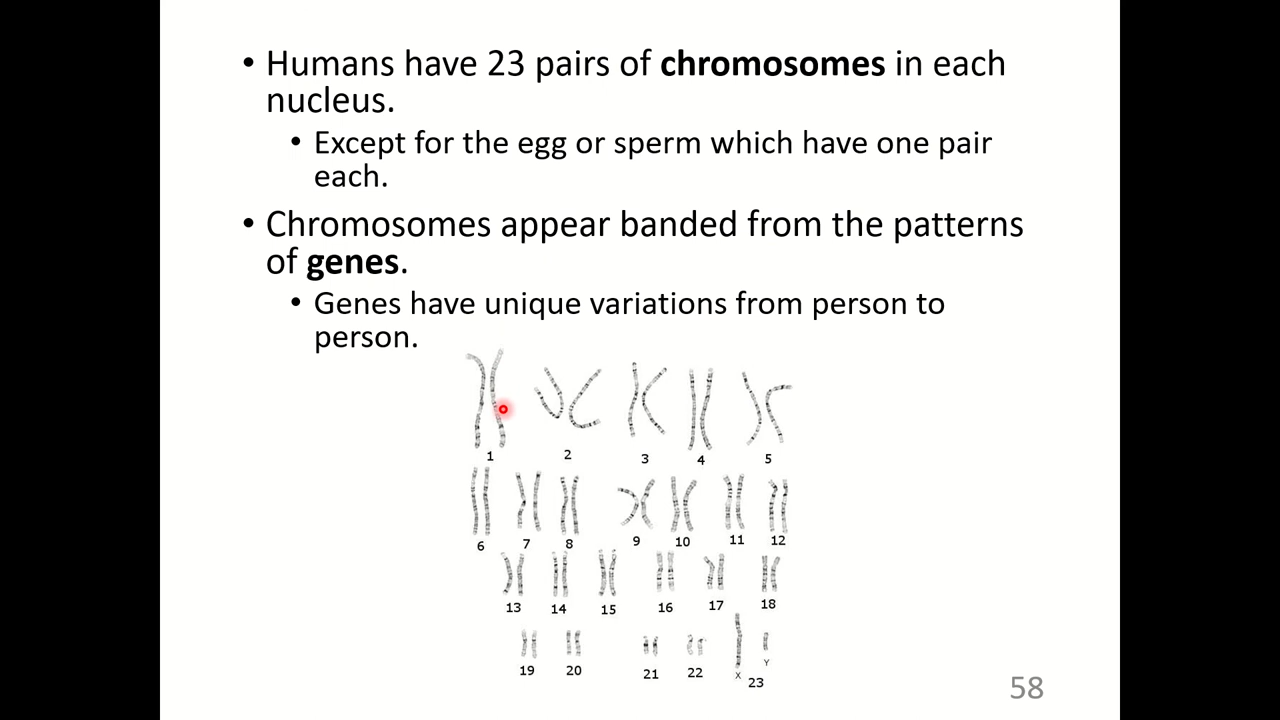 • Humans have 23 pairs of chromosomes in each
nucleus.
• Except for the egg or sperm which have one pair
each.
• Chromosomes appear banded from the patterns
of genes.
• Genes have unique variations from person to
person.
1 2 3 4 5
6 7 8 9 10 11 12
13 14 15 16 17 18
19 20 21 22 X 23 Y
58